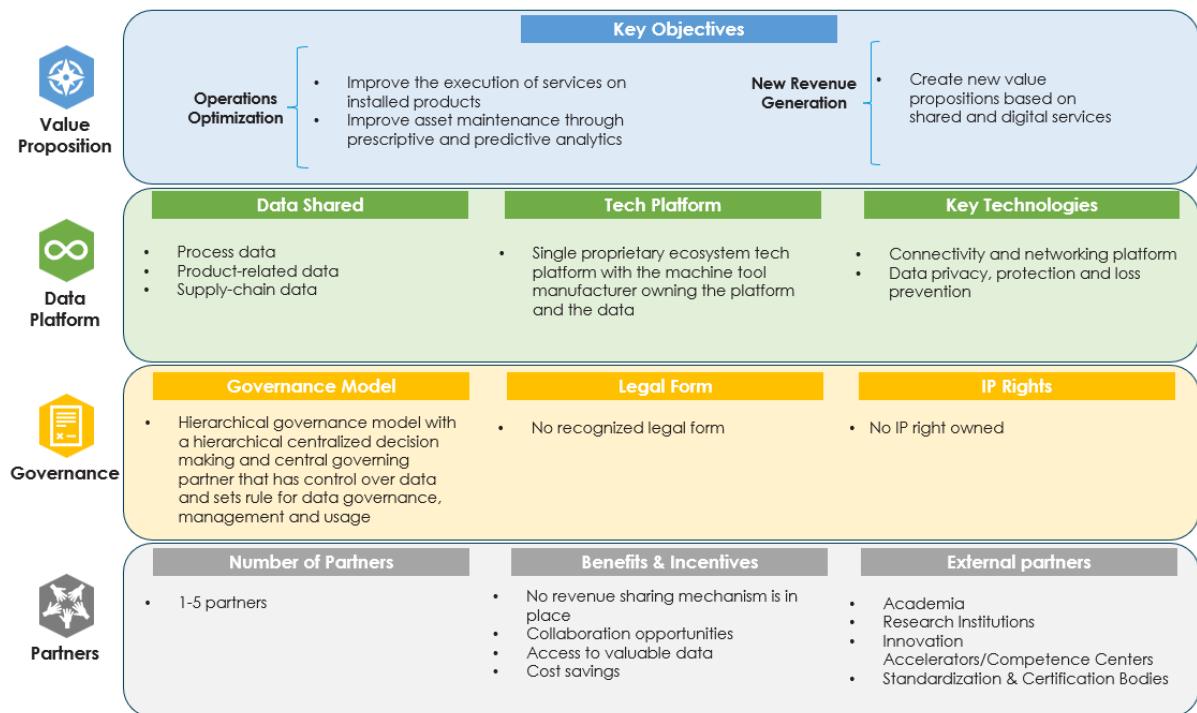 Key Objectives
Value
Proposition
Operations
Optimization
• Improve the execution of services on
installed products
• Improve asset maintenance through
prescriptive and predictive analytics
New Revenue
Generation
• Create new value
propositions based on
shared and digital services
Data
Platform
Data Shared
• Process data
• Product-related data
• Supply-chain data
Tech Platform
• Single proprietary ecosystem tech
platform with the machine tool
manufacturer owning the platform
and the data
Key Technologies
• Connectivity and networking platform
• Data privacy, protection and loss
prevention
Governance
Governance Model
• Hierarchical governance model with
a hierarchical centralized decision
making and central governing
partner that has control over data
and sets rule for data governance,
management and usage
Legal Form
• No recognized legal form
IP Rights
• No IP right owned
Partners
Number of Partners
• 1-5 partners
Benefits & Incentives
• No revenue sharing mechanism is in
place
• Collaboration opportunities
• Access to valuable data
• Cost savings
External partners
• Academia
• Research Institutions
• Innovation
Accelerators/Competence Centers
• Standardization & Certification Bodies